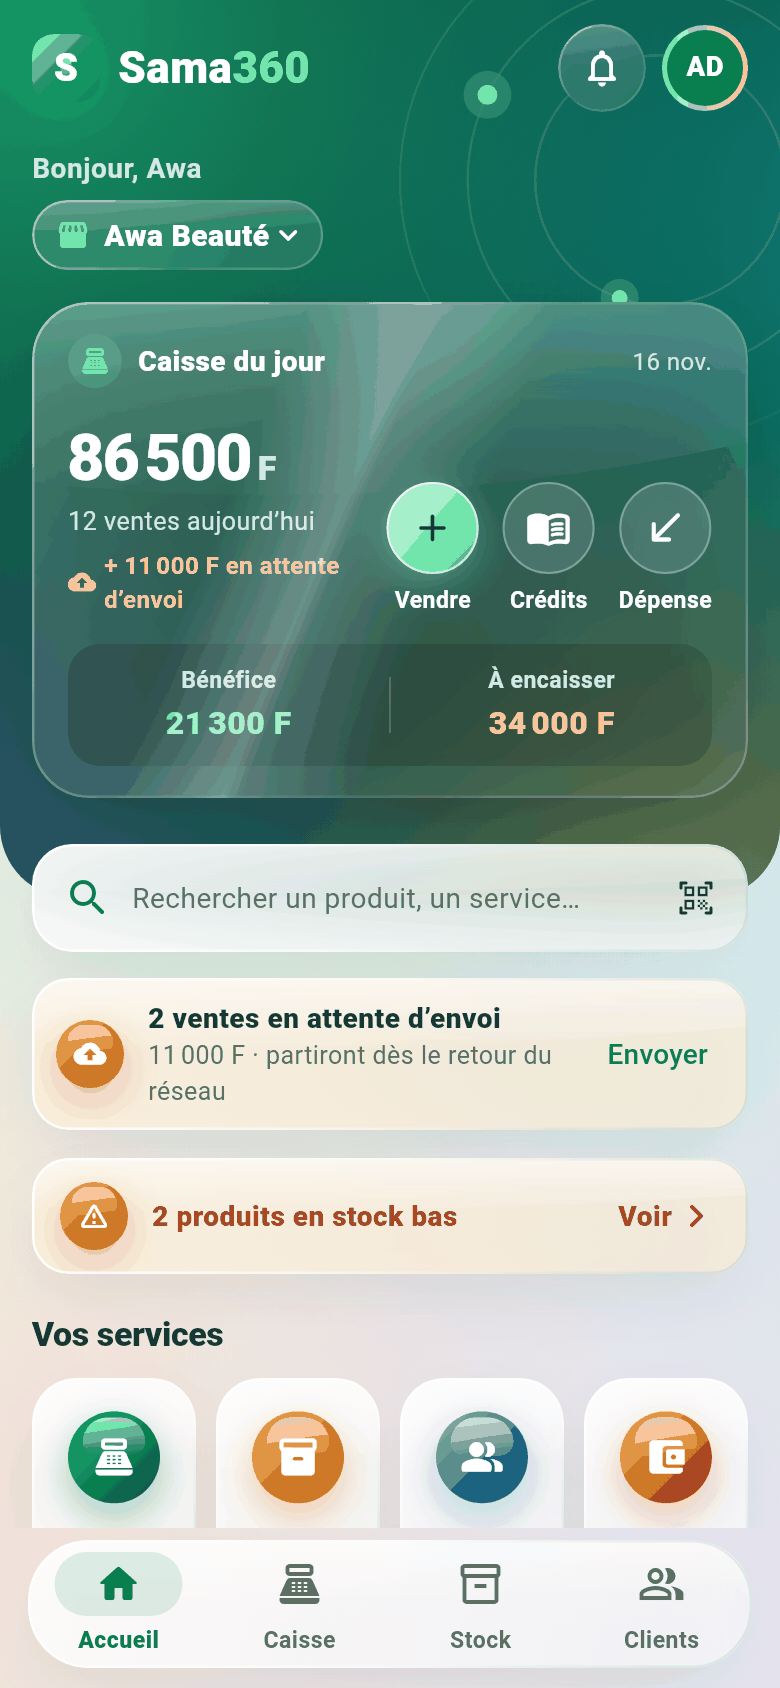 S Sama360
AD
Bonjour, Awa
Awa Beauté
Caisse du jour
16 nov.
86 500 F
12 ventes aujourd’hui
+ 11 000 F en attente
d’envoi
Vendre
Crédits
Dépense
Bénéfice
21 300 F
À encaisser
34 000 F
Rechercher un produit, un service…
2 ventes en attente d’envoi
11 000 F · partiront dès le retour du
réseau
Envoyer
2 produits en stock bas
Voir
Vos services
Accueil
Caisse
Stock
Clients